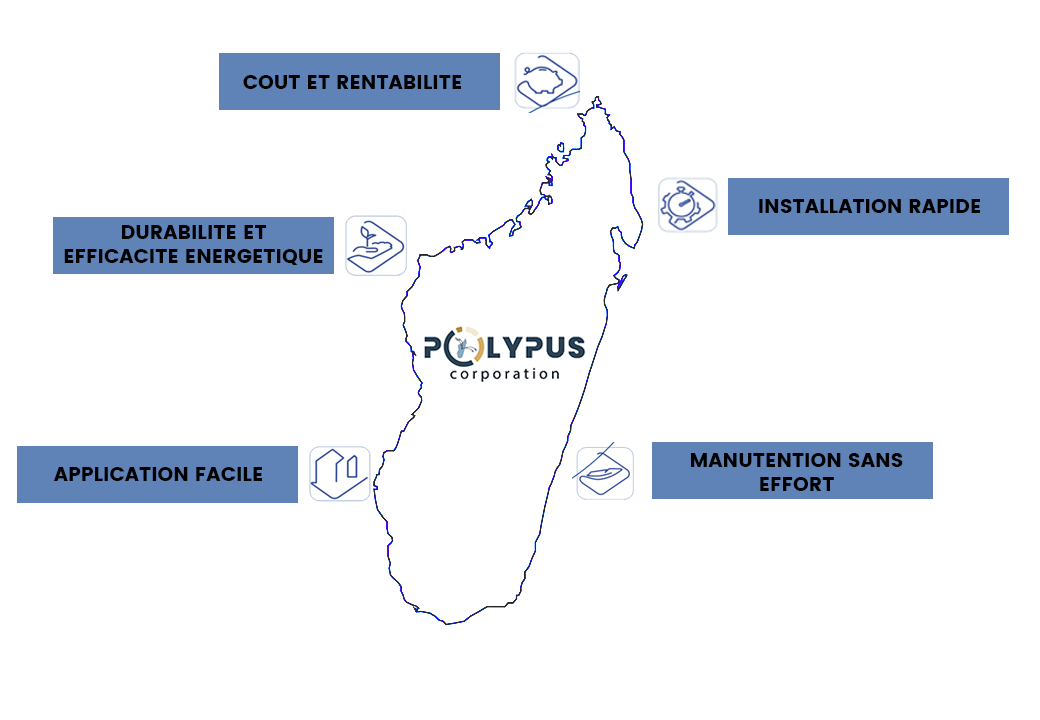 COUT ET RENTABILITE
INSTALLATION RAPIDE
DURABILITE ET
EFFICACITE ENERGETIQUE
POLYPUS
corporation
APPLICATION FACILE
MANUTENTION SANS
EFFORT